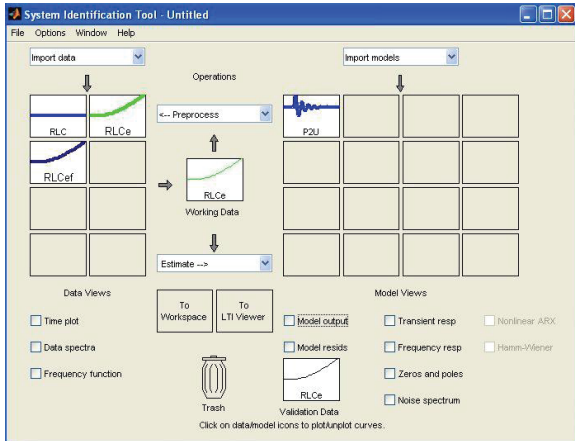 System Identification Tool - Untitled
File Options Window Help
Import data
Import models
Operations
<-- Preprocess
RLC
RLCe
P2U
RLCef
RLCe
Working Data
Estimate -->
Data Views
Model Views
To Workspace
To LTI Viewer
Time plot
Data spectra
Frequency function
Model output
Model resids
Transient resp
Frequency resp
Zeros and poles
Noise spectrum
Nonlinear ARX
Hamm-Wiener
Trash
RLCe
Validation Data
Click on data/model icons to plot/unplot curves.